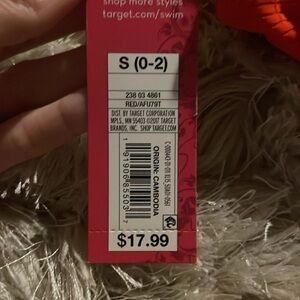 shop more styles
target.com/swim
S (0-2)
238 03 4861
RED/AFU79T
DIST. BY TARGET CORPORATION
MPLS., MN 55403 ©2017 TARGET
BRANDS, INC. SHOP TARGET.COM
ORIGIN: CAMBODIA
$17.99